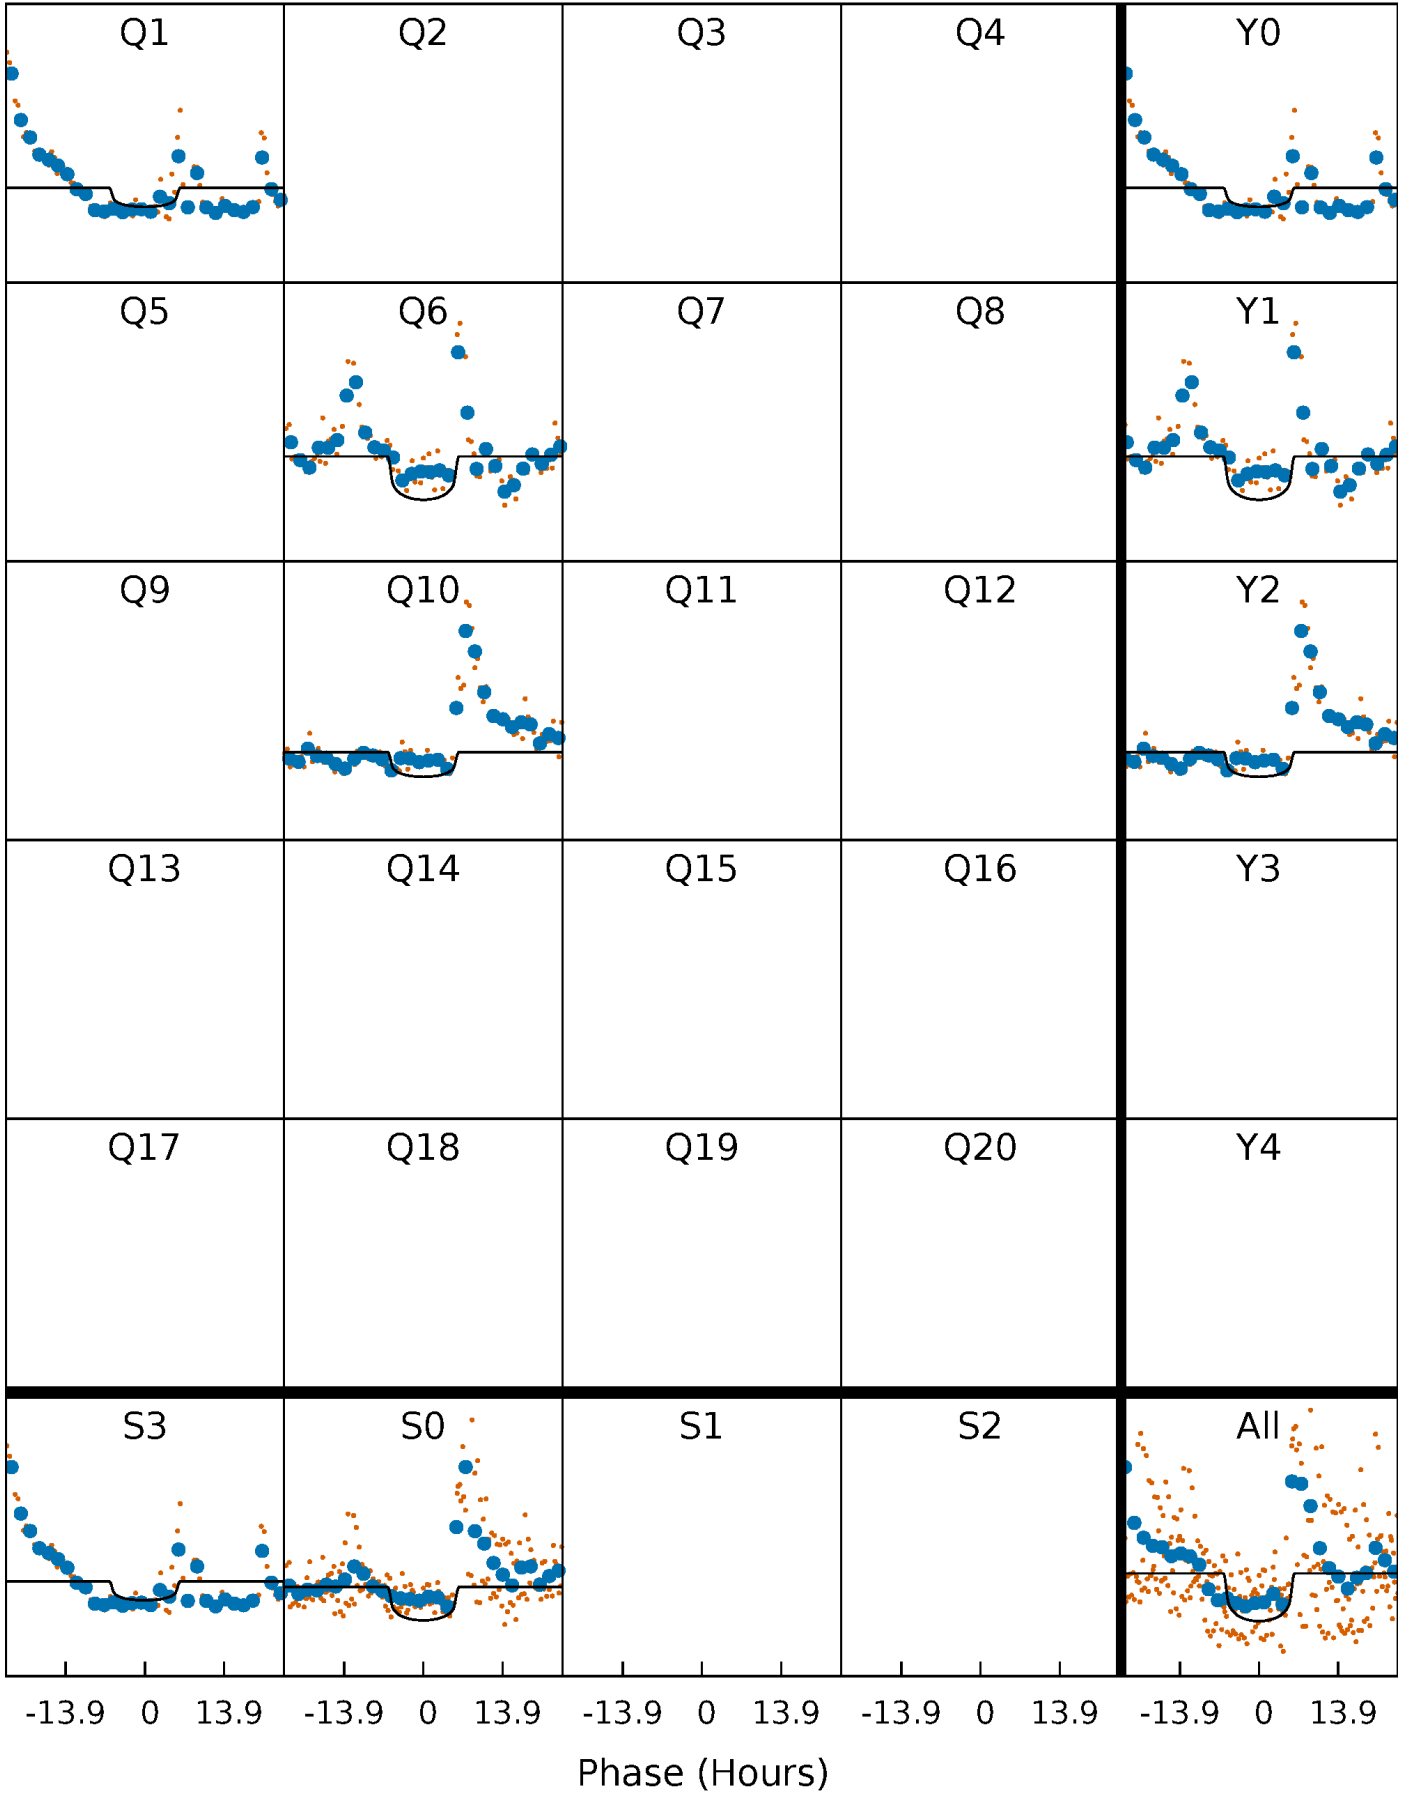 Q1 Q2 Q3 Q4 Y0
Q5 Q6 Q7 Q8 Y1
Q9 Q10 Q11 Q12 Y2
Q13 Q14 Q15 Q16 Y3
Q17 Q18 Q19 Q20 Y4
S3 S0 S1 S2 All
-13.9 0 13.9 -13.9 0 13.9 -13.9 0 13.9 -13.9 0 13.9 -13.9 0 13.9
Phase (Hours)